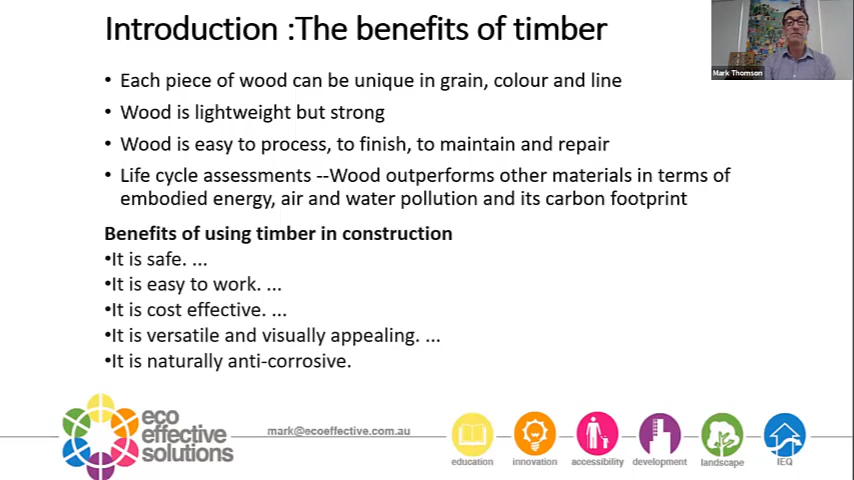 Introduction :The benefits of timber
Mark Thomson
• Each piece of wood can be unique in grain, colour and line
• Wood is lightweight but strong
• Wood is easy to process, to finish, to maintain and repair
• Life cycle assessments --Wood outperforms other materials in terms of
embodied energy, air and water pollution and its carbon footprint
Benefits of using timber in construction
•It is safe. ...
•It is easy to work. ...
•It is cost effective. ...
•It is versatile and visually appealing. ...
•It is naturally anti-corrosive.
eco
effective
solutions
mark@ecoeffective.com.au
education
innovation
accessibility
development
landscape
IEQ